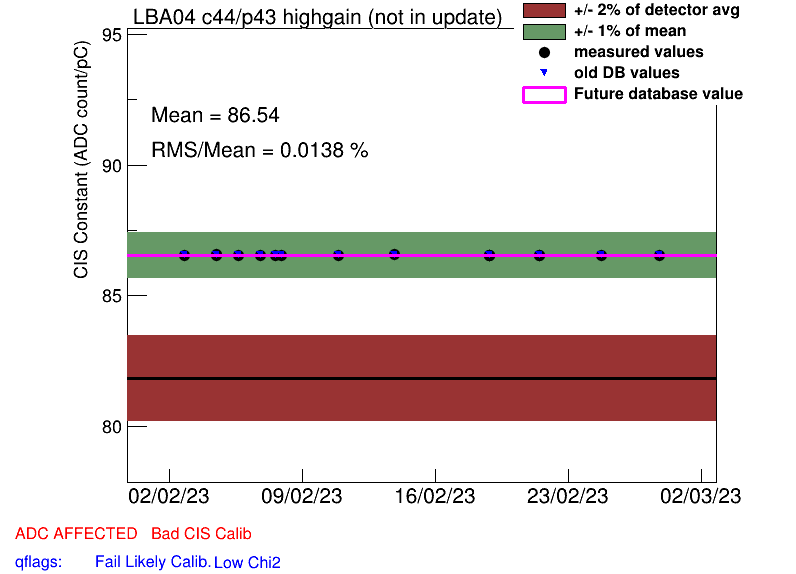 LBA04 c44/p43 highgain (not in update)
+/- 2% of detector avg
+/- 1% of mean
measured values
old DB values
Future database value
CIS Constant (ADC count/pC)
Mean = 86.54
RMS/Mean = 0.0138 %
95
90
85
80
02/02/23 09/02/23 16/02/23 23/02/23 02/03/23
ADC AFFECTED Bad CIS Calib
qflags: Fail Likely Calib. Low Chi2